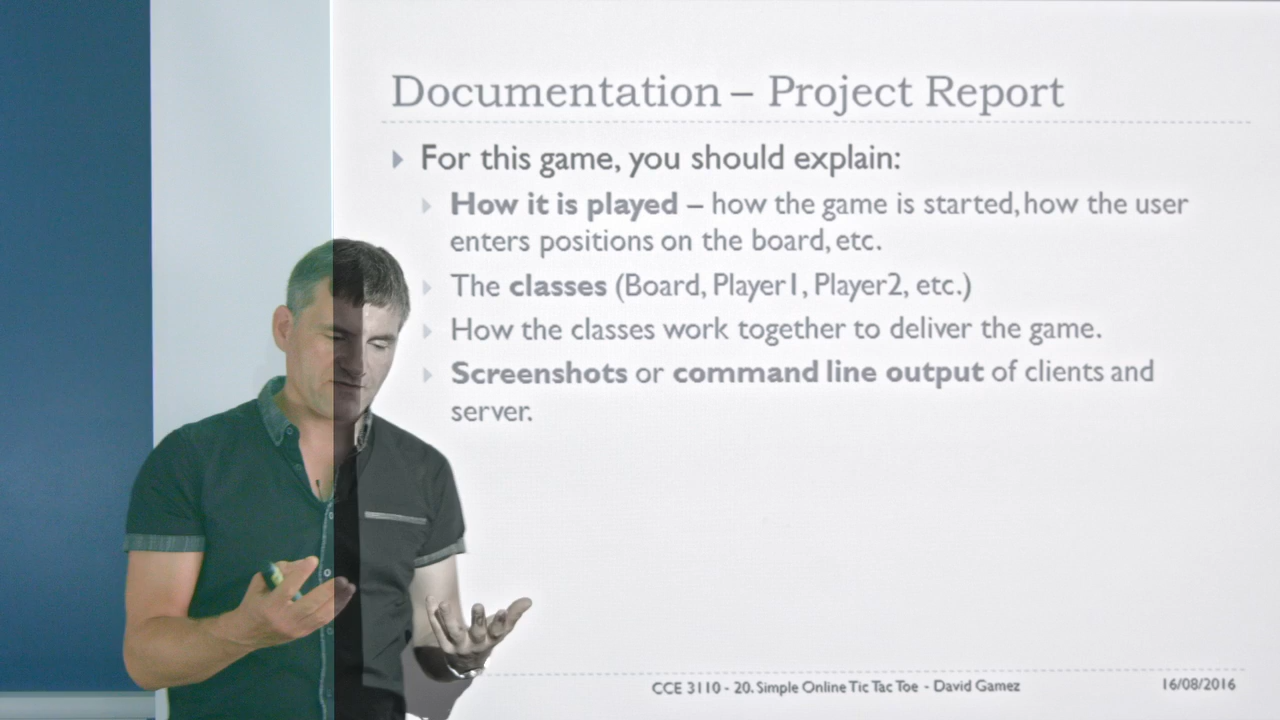 Documentation – Project Report
For this game, you should explain:
How it is played – how the game is started, how the user
enters positions on the board, etc.
The classes (Board, Player1, Player2, etc.)
How the classes work together to deliver the game.
Screenshots or command line output of clients and
server.
CCE 3110 - 20. Simple Online Tic Tac Toe - David Gamez
16/08/2016